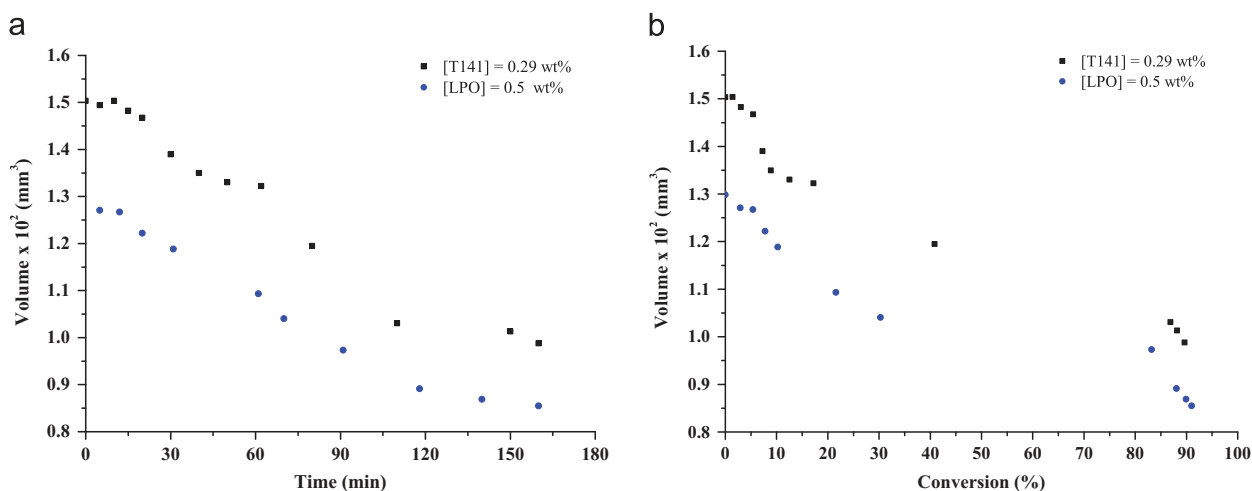 a
1.6
1.5
1.4
1.3
1.2
1.1
1.0
0.9
0.8
Volume x 10² (mm³)
[T141] = 0.29 wt%
[LPO] = 0.5 wt%
0 30 60 90 120 150 180
Time (min)
b
1.6
1.5
1.4
1.3
1.2
1.1
1.0
0.9
0.8
Volume x 10² (mm³)
[T141] = 0.29 wt%
[LPO] = 0.5 wt%
0 10 20 30 40 50 60 70 80 90 100
Conversion (%)